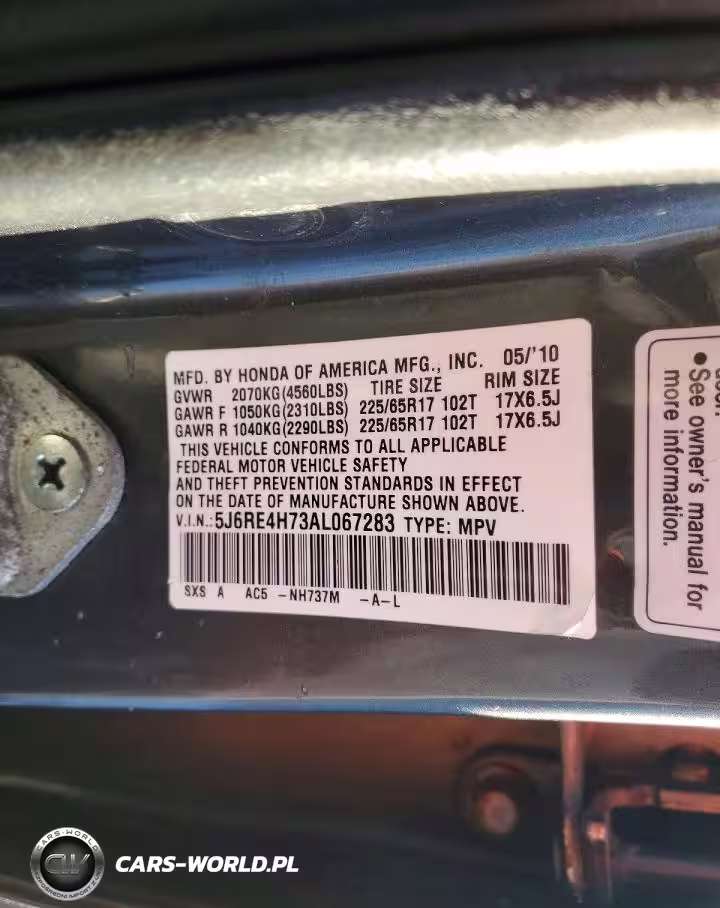 MFD. BY HONDA OF AMERICA MFG., INC. 05/'10
GVWR 2070KG(4560LBS) TIRE SIZE RIM SIZE
GAWR F 1050KG(2310LBS) 225/65R17 102T 17X6.5J
GAWR R 1040KG(2290LBS) 225/65R17 102T 17X6.5J
THIS VEHICLE CONFORMS TO ALL APPLICABLE
FEDERAL MOTOR VEHICLE SAFETY
AND THEFT PREVENTION STANDARDS IN EFFECT
ON THE DATE OF MANUFACTURE SHOWN ABOVE.
V.I.N.:5J6RE4H73AL067283 TYPE: MPV
SXS A AC5 -NH737M -A-L
•See owner's manual for
more information.
CARS-WORLD
CW
CARS-WORLD.PL